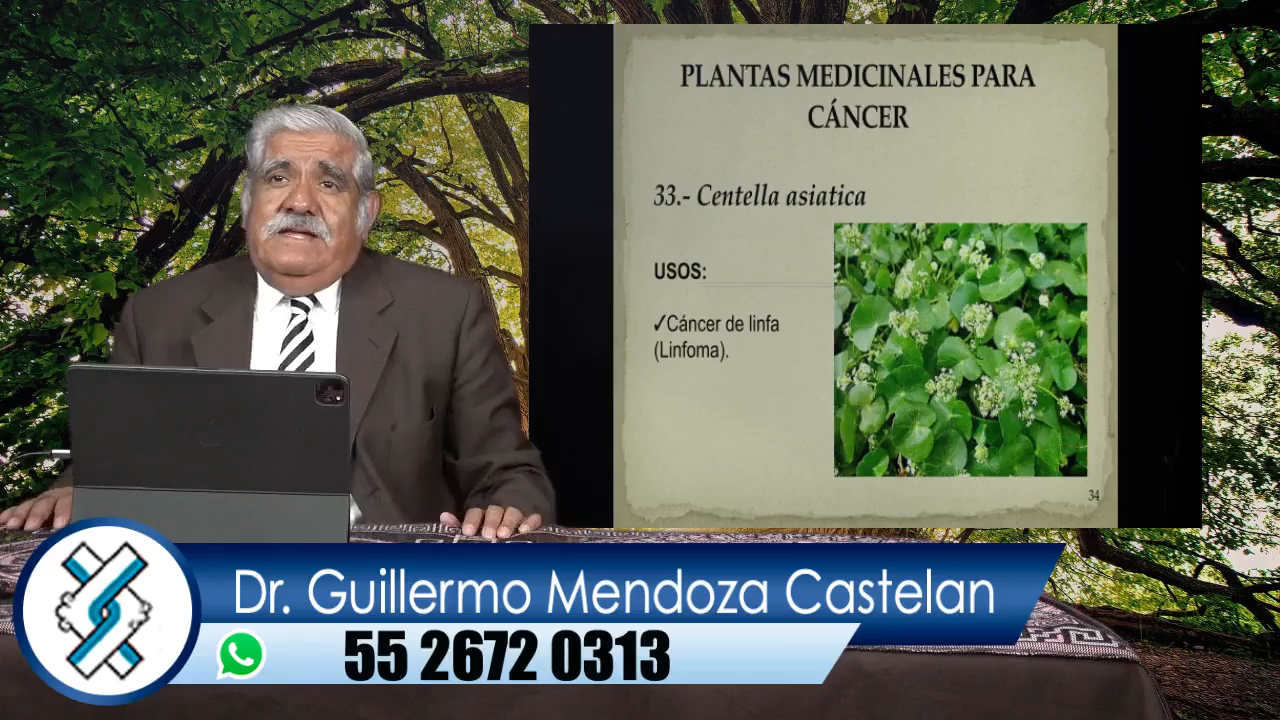 PLANTAS MEDICINALES PARA
CÁNCER
33.- Centella asiatica
USOS:
✓Cáncer de linfa
(Linfoma).
34
Dr. Guillermo Mendoza Castelan
55 2672 0313